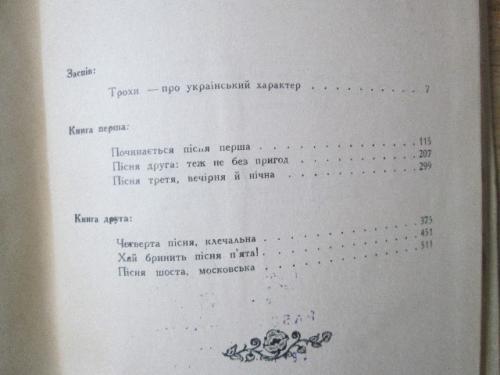 Заспів:
Трохи — про український характер . . . . . . . . . . 7
Книга перша:
Починається пісня перша . . . . . . . . . . . . 115
Пісня друга: теж не без пригод . . . . . . . . . . 207
Пісня третя, вечірня й нічна . . . . . . . . . . . 299
Книга друга:
Четверта пісня, клечальна . . . . . . . . . . . . 375
Хай бринить пісня п'ята! . . . . . . . . . . . . 451
Пісня шоста, московська . . . . . . . . . . . . 511